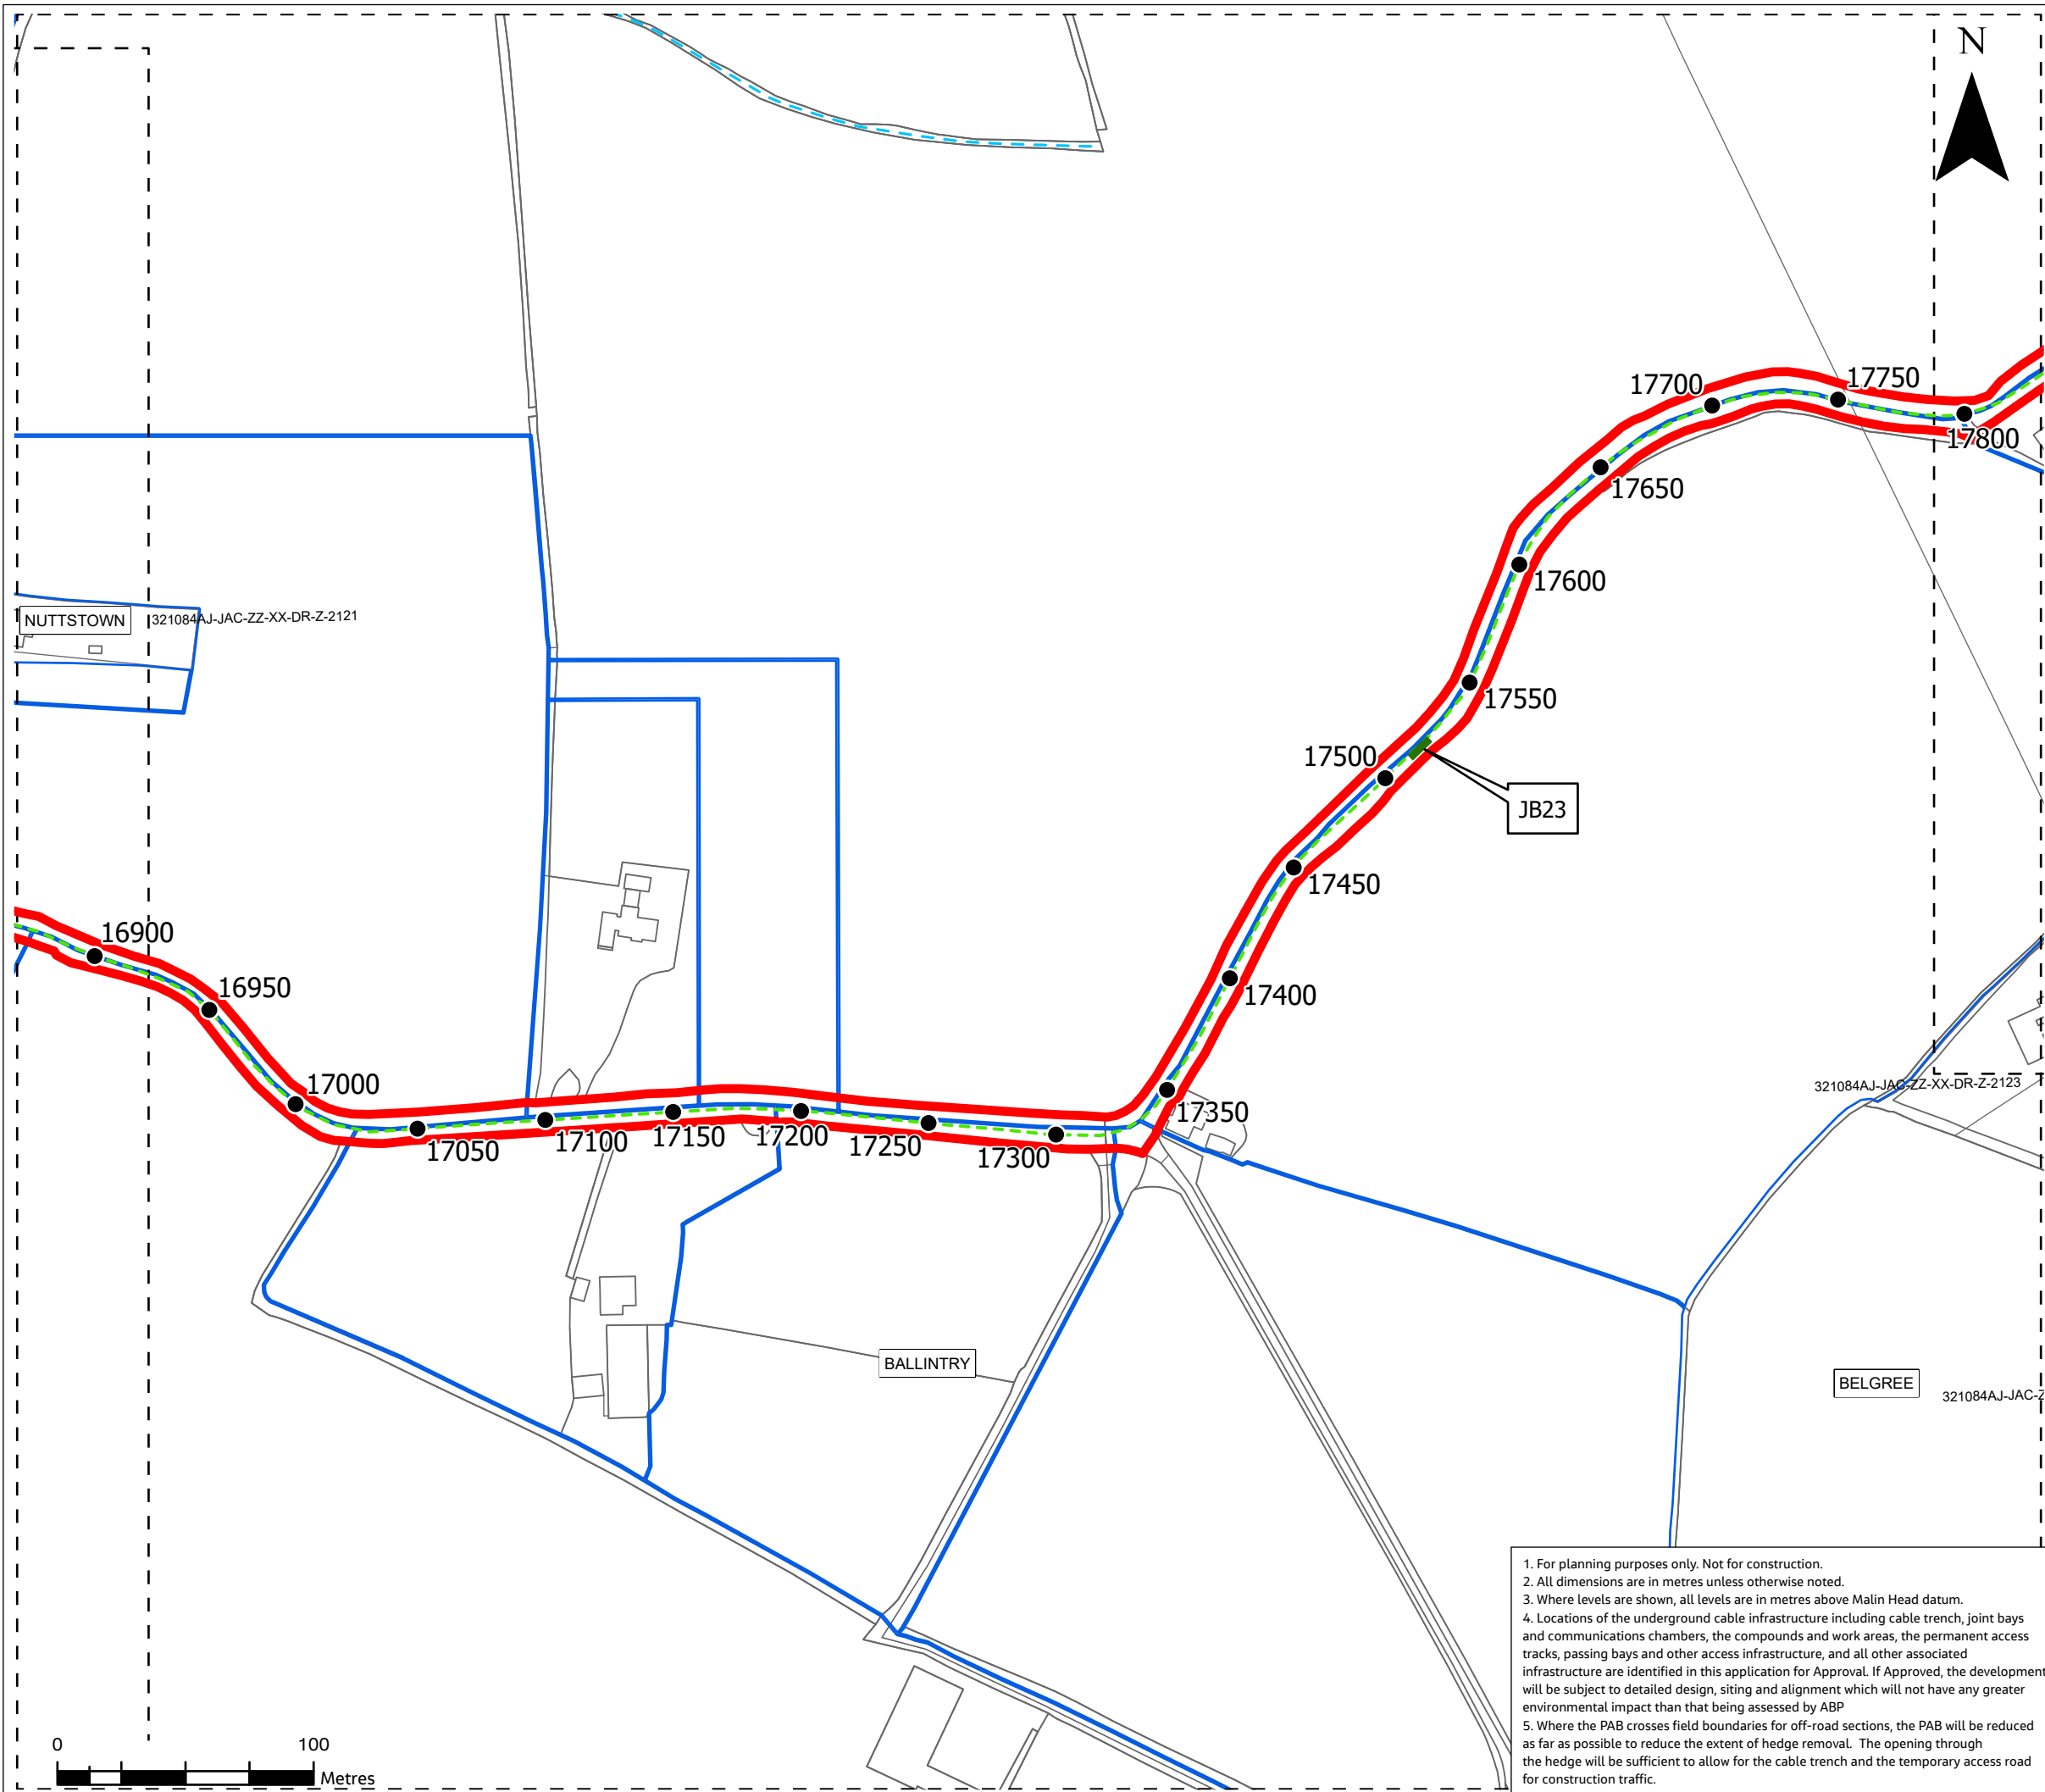 N
17700
17750
17800
17650
17600
NUTTSTOWN
321084AJ-JAC-ZZ-XX-DR-Z-2121
17550
17500
JB23
17450
16900
16950
17400
17000
321084AJ-JAC-ZZ-XX-DR-Z-2123
17350
17050
17100
17150
17200
17250
17300
BALLINTRY
BELGREE
321084AJ-JAC-Z
1. For planning purposes only. Not for construction.
2. All dimensions are in metres unless otherwise noted.
3. Where levels are shown, all levels are in metres above Malin Head datum.
4. Locations of the underground cable infrastructure including cable trench, joint bays
and communications chambers, the compounds and work areas, the permanent access
tracks, passing bays and other access infrastructure, and all other associated
infrastructure are identified in this application for Approval. If Approved, the development
will be subject to detailed design, siting and alignment which will not have any greater
environmental impact than that being assessed by ABP
5. Where the PAB crosses field boundaries for off-road sections, the PAB will be reduced
as far as possible to reduce the extent of hedge removal. The opening through
the hedge will be sufficient to allow for the cable trench and the temporary access road
for construction traffic.
0 100
Metres